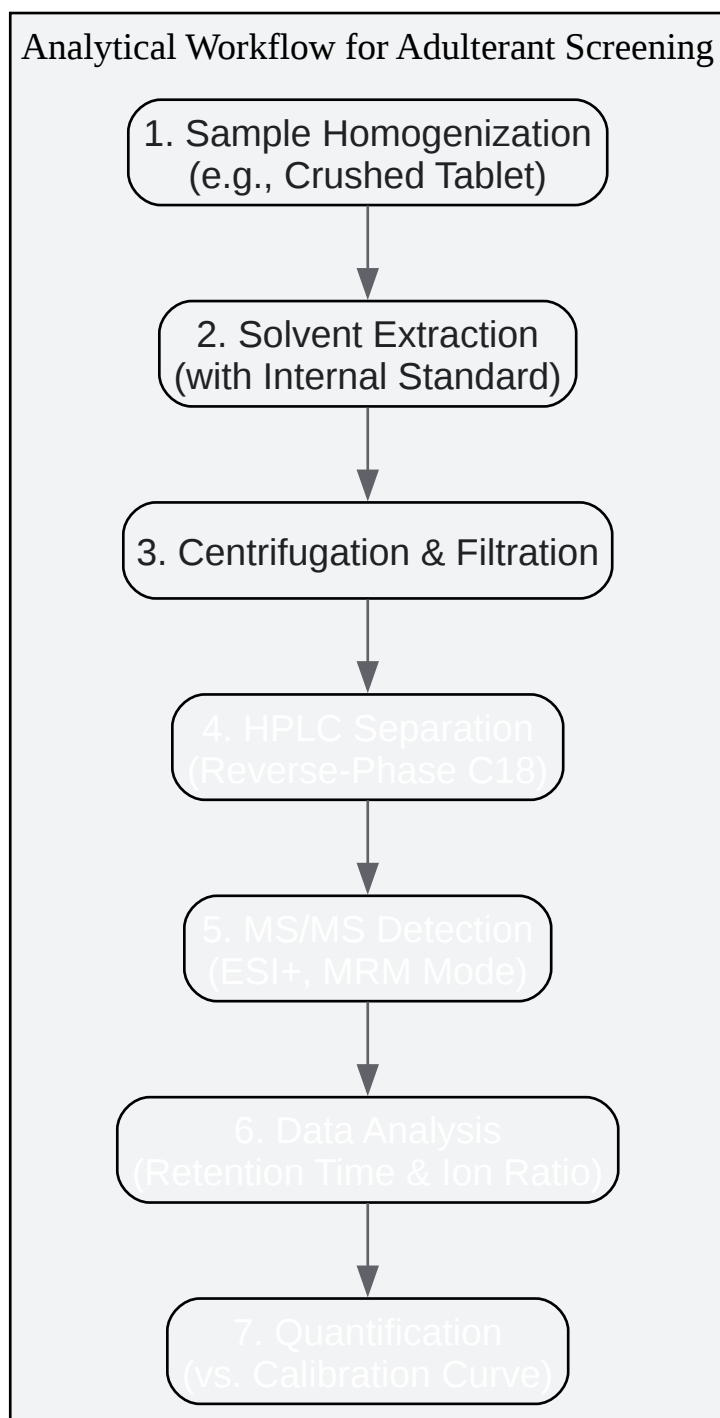 Analytical Workflow for Adulterant Screening
1. Sample Homogenization
(e.g., Crushed Tablet)
2. Solvent Extraction
(with Internal Standard)
3. Centrifugation & Filtration
4. HPLC Separation
(Reverse-Phase C18)
5. MS/MS Detection
(ESI+, MRM Mode)
6. Data Analysis
(Retention Time & Ion Ratio)
7. Quantification
(vs. Calibration Curve)